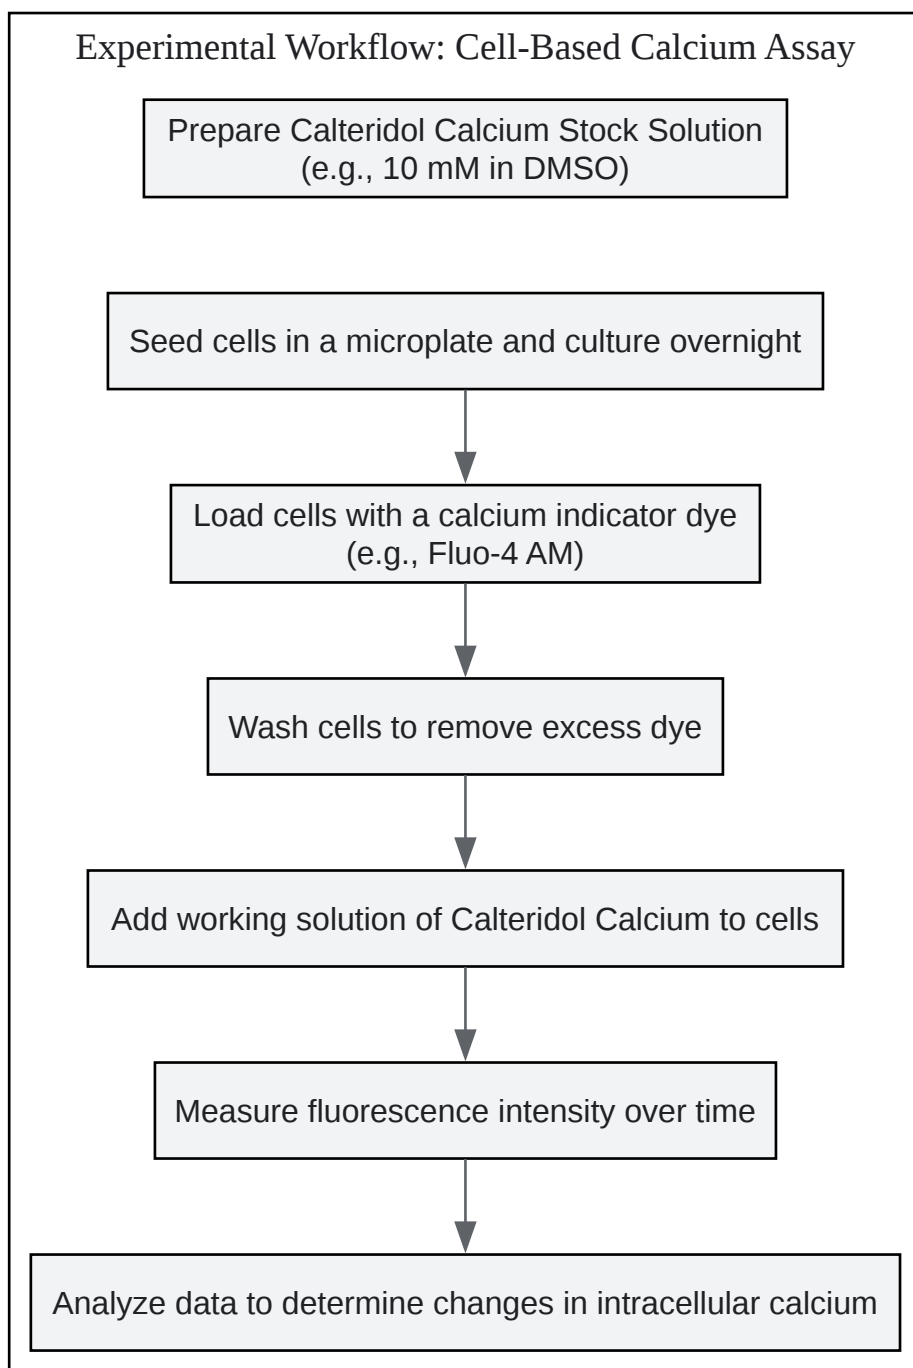 Experimental Workflow: Cell-Based Calcium Assay
Prepare Calteridol Calcium Stock Solution
(e.g., 10 mM in DMSO)
Seed cells in a microplate and culture overnight
Load cells with a calcium indicator dye
(e.g., Fluo-4 AM)
Wash cells to remove excess dye
Add working solution of Calteridol Calcium to cells
Measure fluorescence intensity over time
Analyze data to determine changes in intracellular calcium